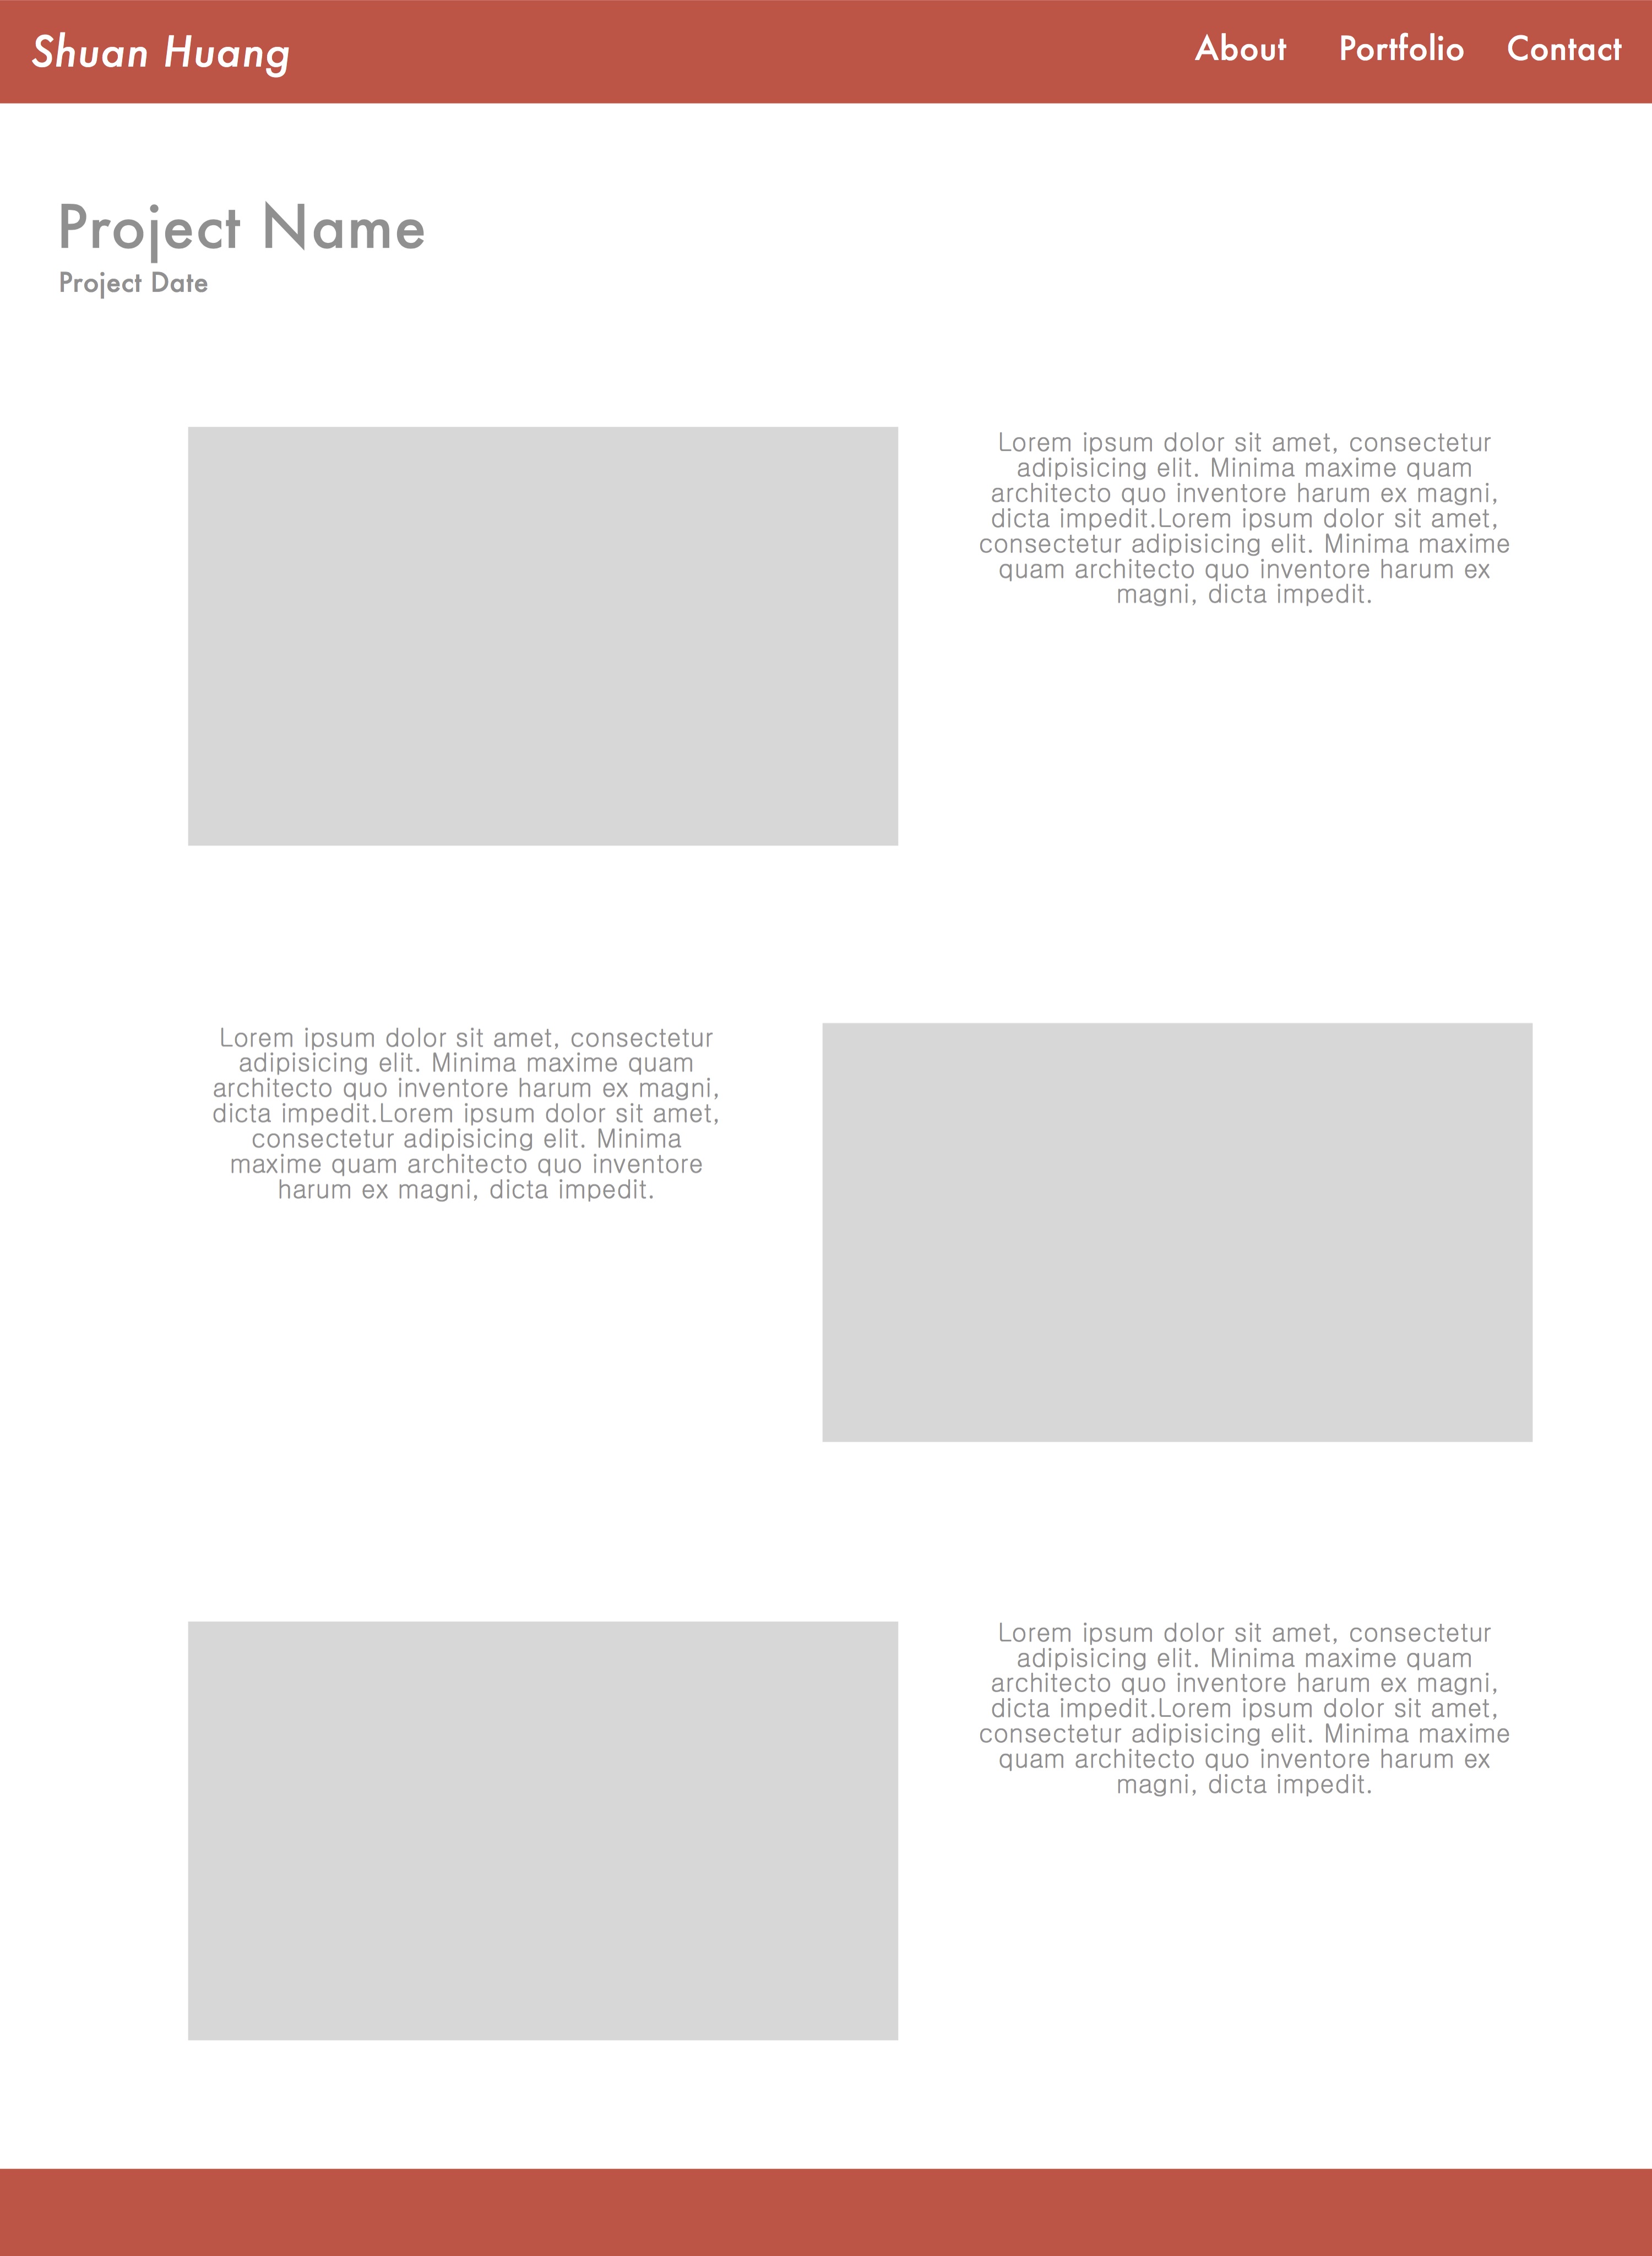 Shuan Huang
About Portfolio Contact
Project Name
Project Date
Lorem ipsum dolor sit amet, consectetur
adipisicing elit. Minima maxime quam
architecto quo inventore harum ex magni,
dicta impedit.Lorem ipsum dolor sit amet,
consectetur adipisicing elit. Minima maxime
quam architecto quo inventore harum ex
magni, dicta impedit.
Lorem ipsum dolor sit amet, consectetur
adipisicing elit. Minima maxime quam
architecto quo inventore harum ex magni,
dicta impedit.Lorem ipsum dolor sit amet,
consectetur adipisicing elit. Minima
maxime quam architecto quo inventore
harum ex magni, dicta impedit.
Lorem ipsum dolor sit amet, consectetur
adipisicing elit. Minima maxime quam
architecto quo inventore harum ex magni,
dicta impedit.Lorem ipsum dolor sit amet,
consectetur adipisicing elit. Minima maxime
quam architecto quo inventore harum ex
magni, dicta impedit.